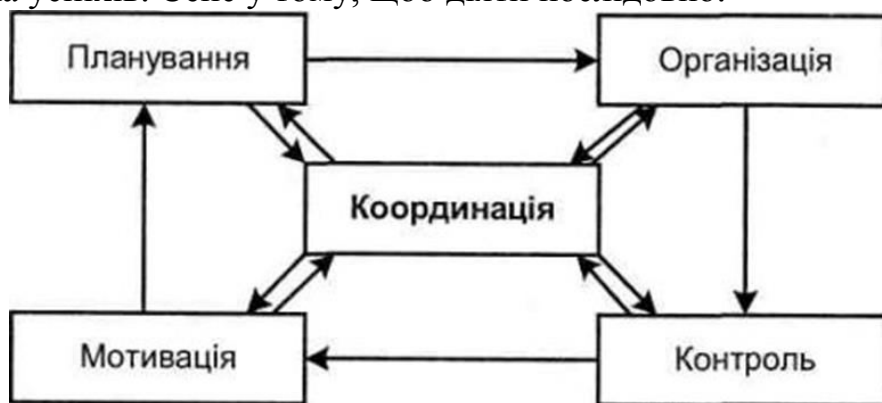 Планування Організація
Координація
Мотивація Контроль